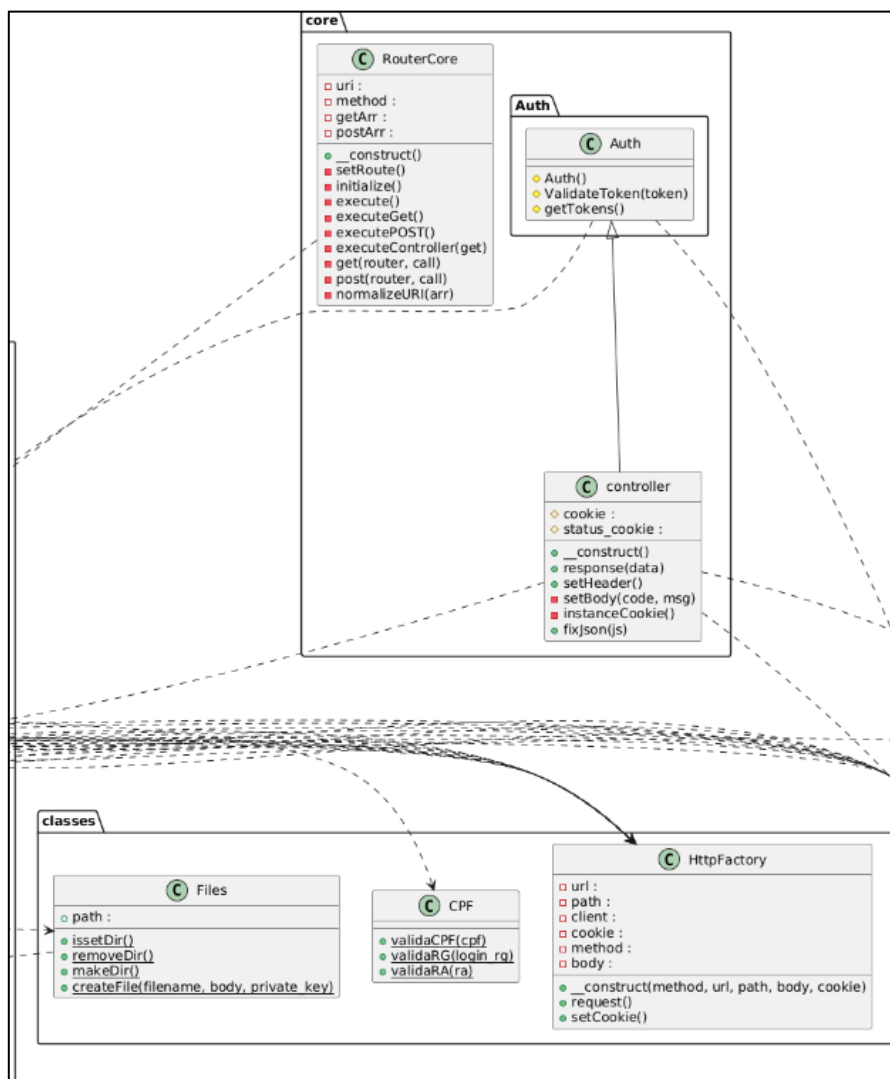 core
C RouterCore
uri :
method :
getArr :
postArr :
__construct()
setRoute()
initialize()
execute()
executeGet()
executePOST()
executeController(get)
get(router, call)
post(router, call)
normalizeURI(arr)
Auth
C Auth
Auth()
ValidateToken(token)
getTokens()
C controller
cookie :
status_cookie :
__construct()
response(data)
setHeader()
setBody(code, msg)
instanceCookie()
fixJson(js)
classes
C Files
path :
issetDir()
removeDir()
makeDir()
createFile(filename, body, private_key)
C CPF
validaCPF(cpf)
validaRG(login_rg)
validaRA(ra)
C HttpFactory
url :
path :
client :
cookie :
method :
body :
__construct(method, url, path, body, cookie)
request()
setCookie()